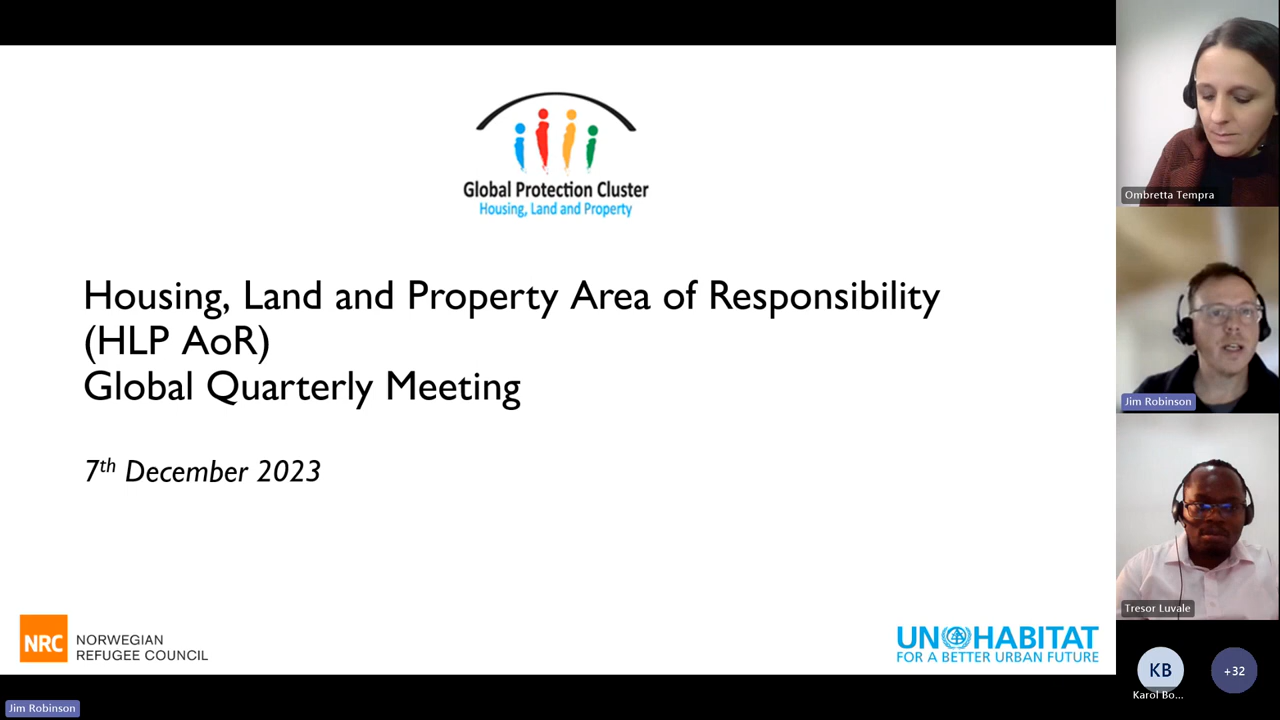 Global Protection Cluster
Housing, Land and Property
Housing, Land and Property Area of Responsibility
(HLP AoR)
Global Quarterly Meeting
7th December 2023
NRC
NORWEGIAN
REFUGEE COUNCIL
UN HABITAT
FOR A BETTER URBAN FUTURE
Jim Robinson
Ombretta Tempra
Jim Robinson
Tresor Luvale
KB
+32
Karol Bo...